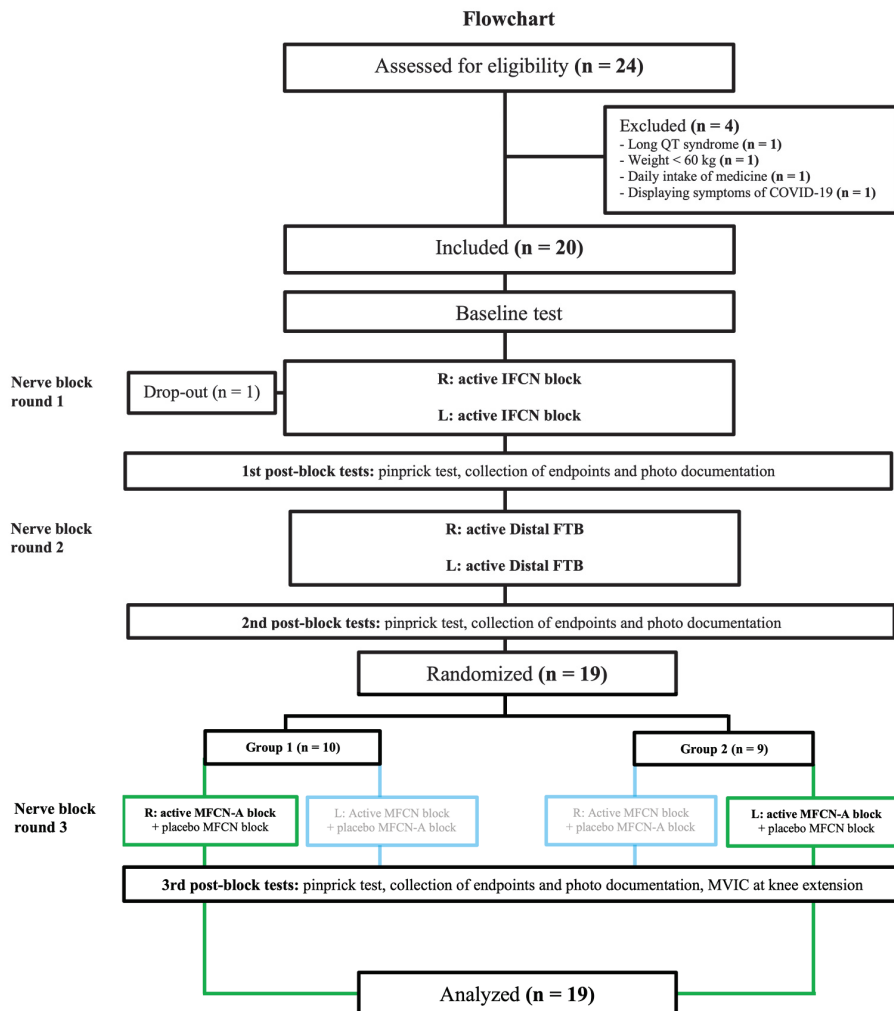 Flowchart
Assessed for eligibility (n = 24)
Excluded (n = 4)
- Long QT syndrome (n = 1)
- Weight < 60 kg (n = 1)
- Daily intake of medicine (n = 1)
- Displaying symptoms of COVID-19 (n = 1)
Included (n = 20)
Baseline test
Nerve block
round 1
Drop-out (n = 1)
R: active IFCN block
L: active IFCN block
1st post-block tests: pinprick test, collection of endpoints and photo documentation
Nerve block
round 2
R: active Distal FTB
L: active Distal FTB
2nd post-block tests: pinprick test, collection of endpoints and photo documentation
Randomized (n = 19)
Group 1 (n = 10)
Group 2 (n = 9)
Nerve block
round 3
R: active MFCN-A block
+ placebo MFCN block
L: Active MFCN block
+ placebo MFCN-A block
R: Active MFCN block
+ placebo MFCN-A block
L: active MFCN-A block
+ placebo MFCN block
3rd post-block tests: pinprick test, collection of endpoints and photo documentation, MVIC at knee extension
Analyzed (n = 19)